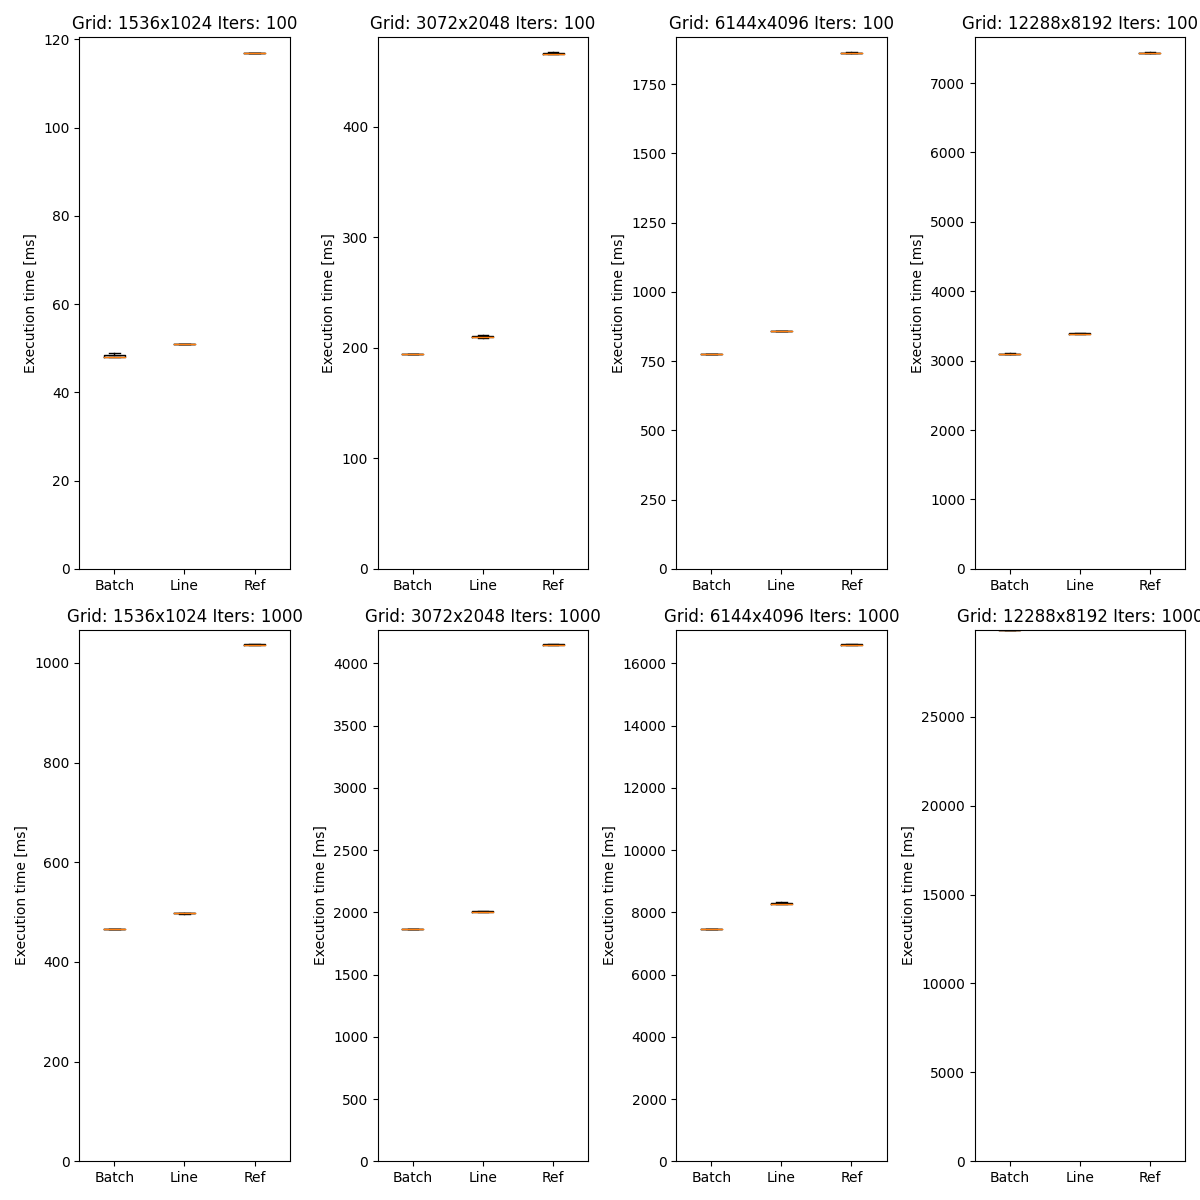 Grid: 1536x1024 Iters: 100
Execution time [ms]
120
100
80
60
40
20
0
Batch Line Ref
Grid: 3072x2048 Iters: 100
Execution time [ms]
400
300
200
100
0
Batch Line Ref
Grid: 6144x4096 Iters: 100
Execution time [ms]
1750
1500
1250
1000
750
500
250
0
Batch Line Ref
Grid: 12288x8192 Iters: 100
Execution time [ms]
7000
6000
5000
4000
3000
2000
1000
0
Batch Line Ref
Grid: 1536x1024 Iters: 1000
Execution time [ms]
1000
800
600
400
200
0
Batch Line Ref
Grid: 3072x2048 Iters: 1000
Execution time [ms]
4000
3500
3000
2500
2000
1500
1000
500
0
Batch Line Ref
Grid: 6144x4096 Iters: 1000
Execution time [ms]
16000
14000
12000
10000
8000
6000
4000
2000
0
Batch Line Ref
Grid: 12288x8192 Iters: 1000
Execution time [ms]
25000
20000
15000
10000
5000
0
Batch Line Ref